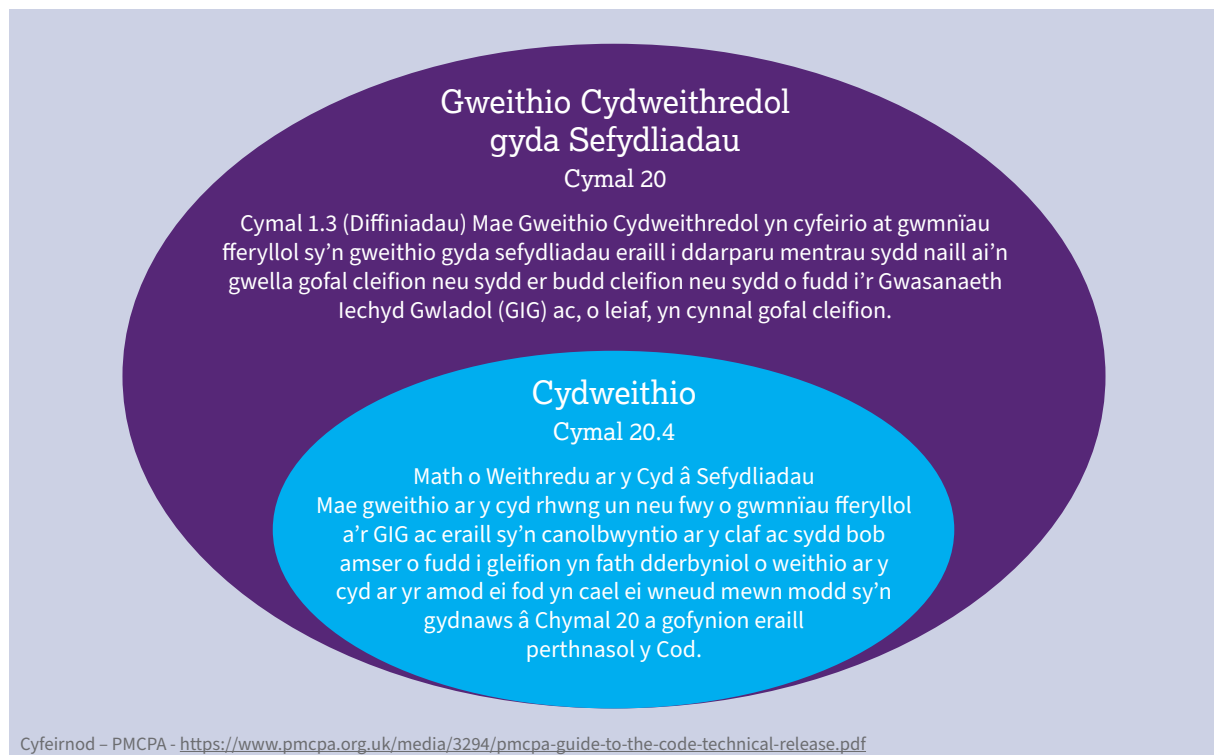 Gweithio Cydweithredol
gyda Sefydliadau
Cymal 20
Cymal 1.3 (Diffiniadau) Mae Gweithio Cydweithredol yn cyfeirio at gwmnïau
fferyllol sy’n gweithio gyda sefydliadau eraill i ddarparu mentrau sydd naill ai’n
gwella gofal cleifion neu sydd er budd cleifion neu sydd o fudd i’r Gwasanaeth
Iechyd Gwladol (GIG) ac, o leiaf, yn cynnal gofal cleifion.
Cydweithio
Cymal 20.4
Math o Weithredu ar y Cyd â Sefydliadau
Mae gweithio ar y cyd rhwng un neu fwy o gwmnïau fferyllol
a’r GIG ac eraill sy’n canolbwyntio ar y claf ac sydd bob
amser o fudd i gleifion yn fath dderbyniol o weithio ar y
cyd ar yr amod ei fod yn cael ei wneud mewn modd sy’n
gydnaws â Chymal 20 a gofynion eraill
perthnasol y Cod.
Cyfeirnod – PMCPA - https://www.pmcpa.org.uk/media/3294/pmcpa-guide-to-the-code-technical-release.pdf